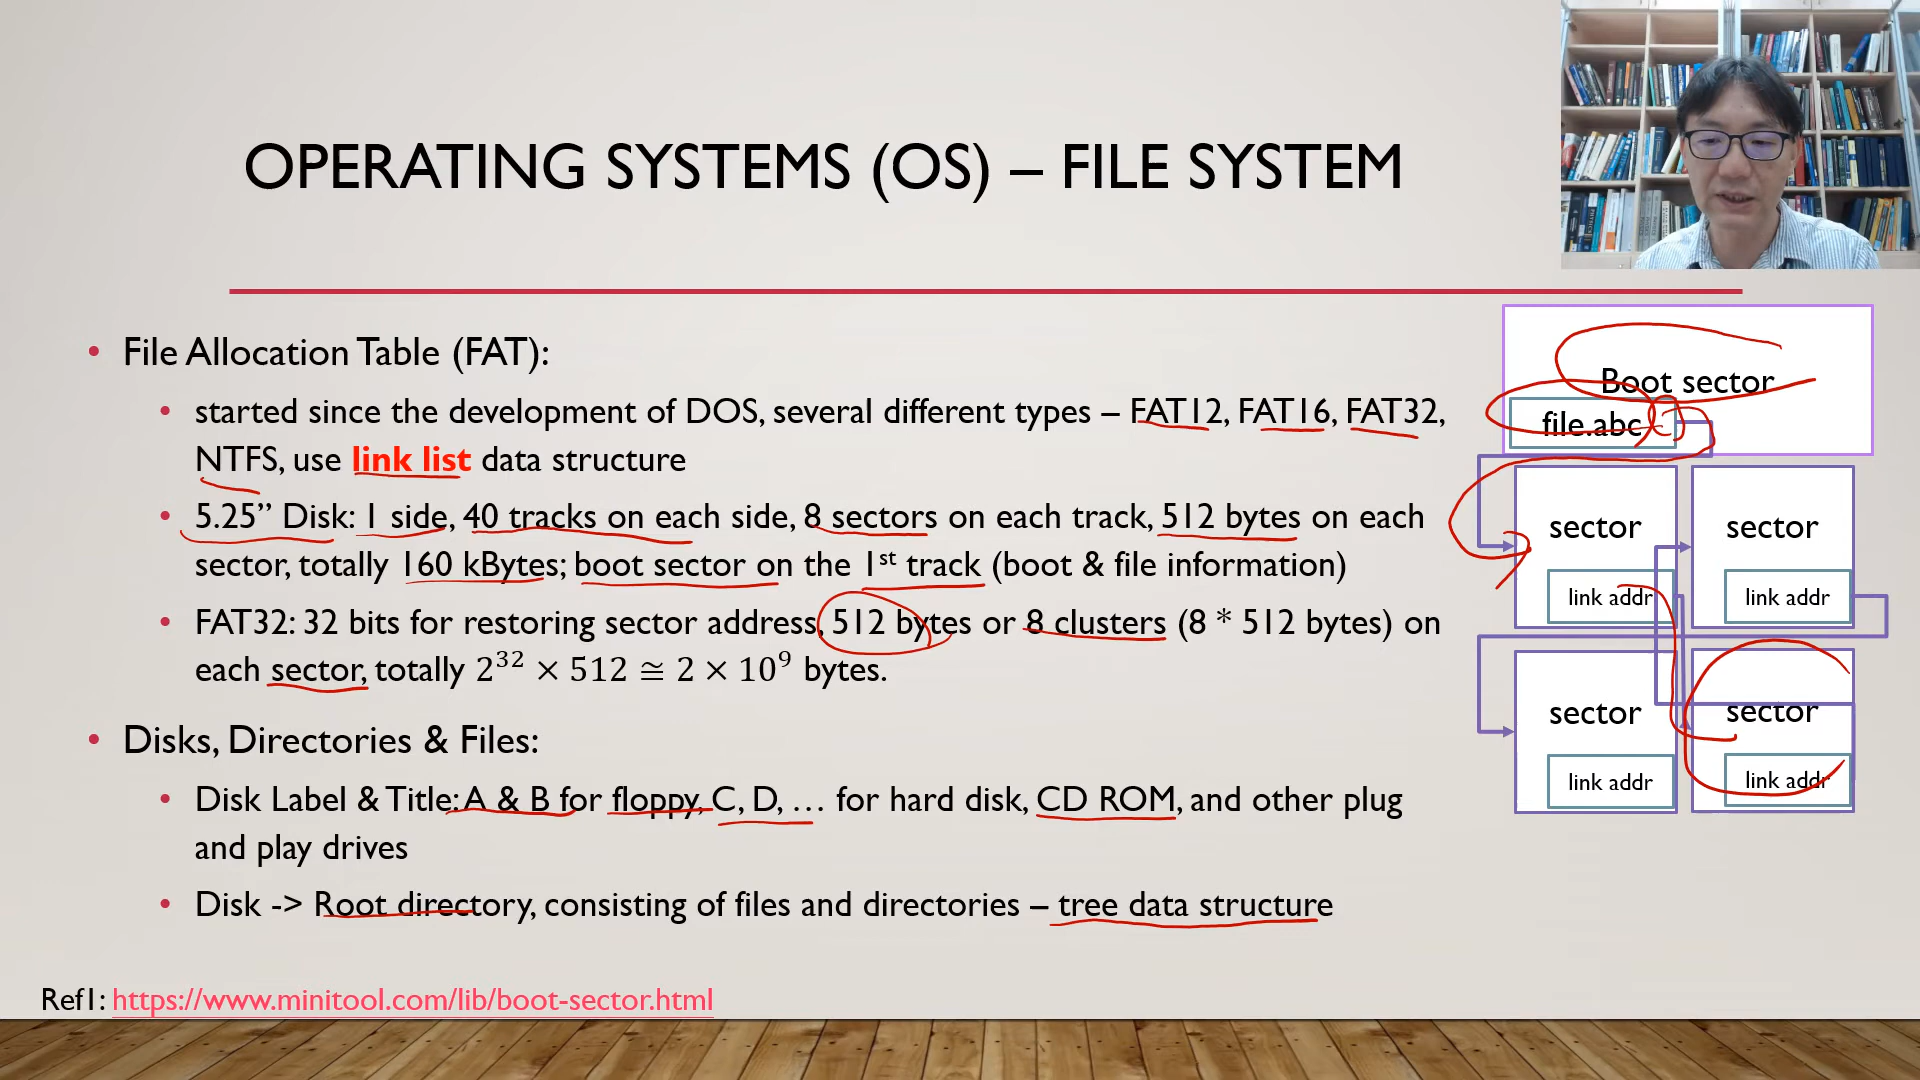 OPERATING SYSTEMS (OS) – FILE SYSTEM
• File Allocation Table (FAT):
• started since the development of DOS, several different types – FAT12, FAT16, FAT32,
NTFS, use link list data structure
• 5.25” Disk: 1 side, 40 tracks on each side, 8 sectors on each track, 512 bytes on each
sector, totally 160 kBytes; boot sector on the 1st track (boot & file information)
• FAT32: 32 bits for restoring sector address, 512 bytes or 8 clusters (8 * 512 bytes) on
each sector, totally 2^32 × 512 ≅ 2 × 10^9 bytes.
• Disks, Directories & Files:
• Disk Label & Title: A & B for floppy, C, D, … for hard disk, CD ROM, and other plug
and play drives
• Disk -> Root directory, consisting of files and directories – tree data structure
Ref1: https://www.minitool.com/lib/boot-sector.html
Boot sector
file.abc
sector
link addr
sector
link addr
sector
link addr
sector
link addr